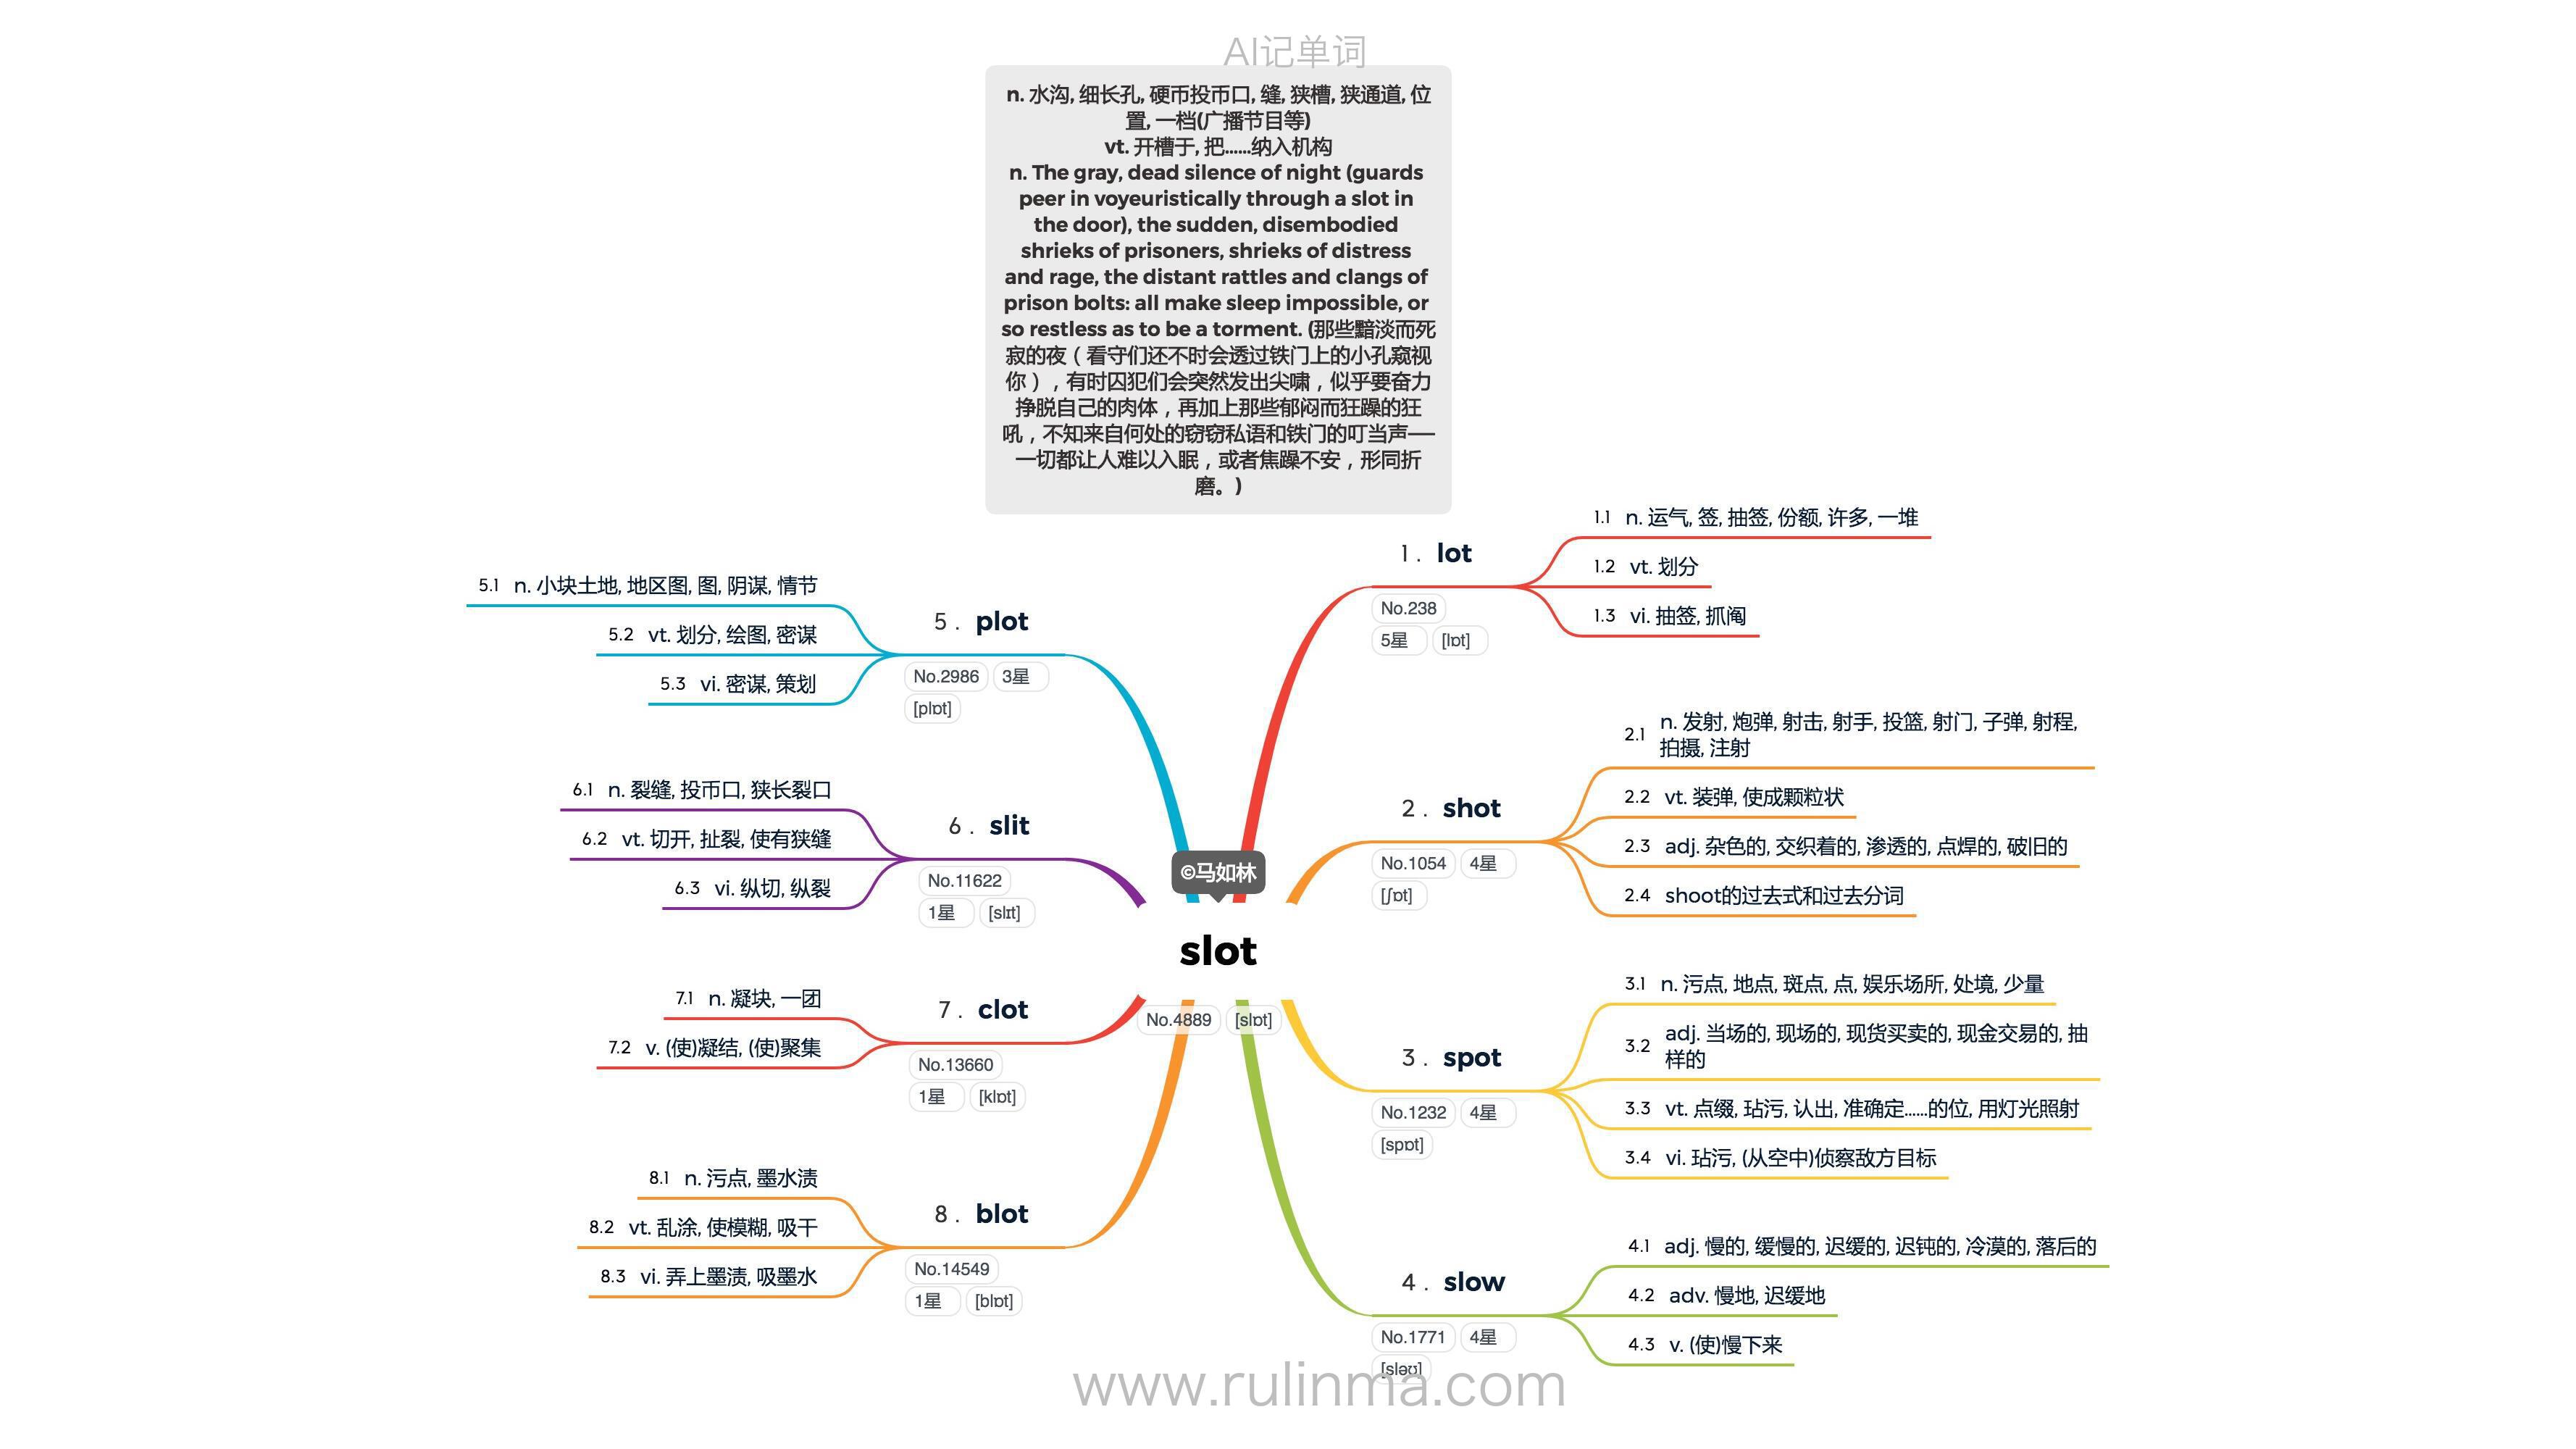 AI记单词
n. 水沟, 细长孔, 硬币投币口, 缝, 狭槽, 狭通道, 位
置, 一档(广播节目等)
vt. 开槽于, 把......纳入机构
n. The gray, dead silence of night (guards
peer in voyeuristically through a slot in
the door), the sudden, disembodied
shrieks of prisoners, shrieks of distress
and rage, the distant rattles and clangs of
prison bolts: all make sleep impossible, or
so restless as to be a torment. (那些黯淡而死
寂的夜（看守们还不时会透过铁门上的小孔窥视
你），有时囚犯们会突然发出尖啸，似乎要奋力
挣脱自己的肉体，再加上那些郁闷而狂躁的狂
吼，不知来自何处的窃窃私语和铁门的叮当声——
一切都让人难以入眠，或者焦躁不安，形同折
磨。)
©马如林
slot
No.4889 [slɒt]
1. lot
No.238
5星 [lɒt]
1.1 n. 运气, 签, 抽签, 份额, 许多, 一堆
1.2 vt. 划分
1.3 vi. 抽签, 抓阄
2. shot
No.1054 4星
[ʃɒt]
2.1 n. 发射, 炮弹, 射击, 射手, 投篮, 射门, 子弹, 射程,
拍摄, 注射
2.2 vt. 装弹, 使成颗粒状
2.3 adj. 杂色的, 交织着的, 渗透的, 点焊的, 破旧的
2.4 shoot的过去式和过去分词
3. spot
No.1232 4星
[spɒt]
3.1 n. 污点, 地点, 斑点, 点, 娱乐场所, 处境, 少量
3.2 adj. 当场的, 现场的, 现货买卖的, 现金交易的, 抽
样的
3.3 vt. 点缀, 玷污, 认出, 准确定......的位, 用灯光照射
3.4 vi. 玷污, (从空中)侦察敌方目标
4. slow
No.1771 4星
[sləʊ]
4.1 adj. 慢的, 缓慢的, 迟缓的, 迟钝的, 冷漠的, 落后的
4.2 adv. 慢地, 迟缓地
4.3 v. (使)慢下来
5. plot
No.2986 3星
[plɒt]
5.1 n. 小块土地, 地区图, 图, 阴谋, 情节
5.2 vt. 划分, 绘图, 密谋
5.3 vi. 密谋, 策划
6. slit
No.11622
1星 [slɪt]
6.1 n. 裂缝, 投币口, 狭长裂口
6.2 vt. 切开, 扯裂, 使有狭缝
6.3 vi. 纵切, 纵裂
7. clot
No.13660
1星 [klɒt]
7.1 n. 凝块, 一团
7.2 v. (使)凝结, (使)聚集
8. blot
No.14549
1星 [blɒt]
8.1 n. 污点, 墨水渍
8.2 vt. 乱涂, 使模糊, 吸干
8.3 vi. 弄上墨渍, 吸墨水
www.rulinma.com